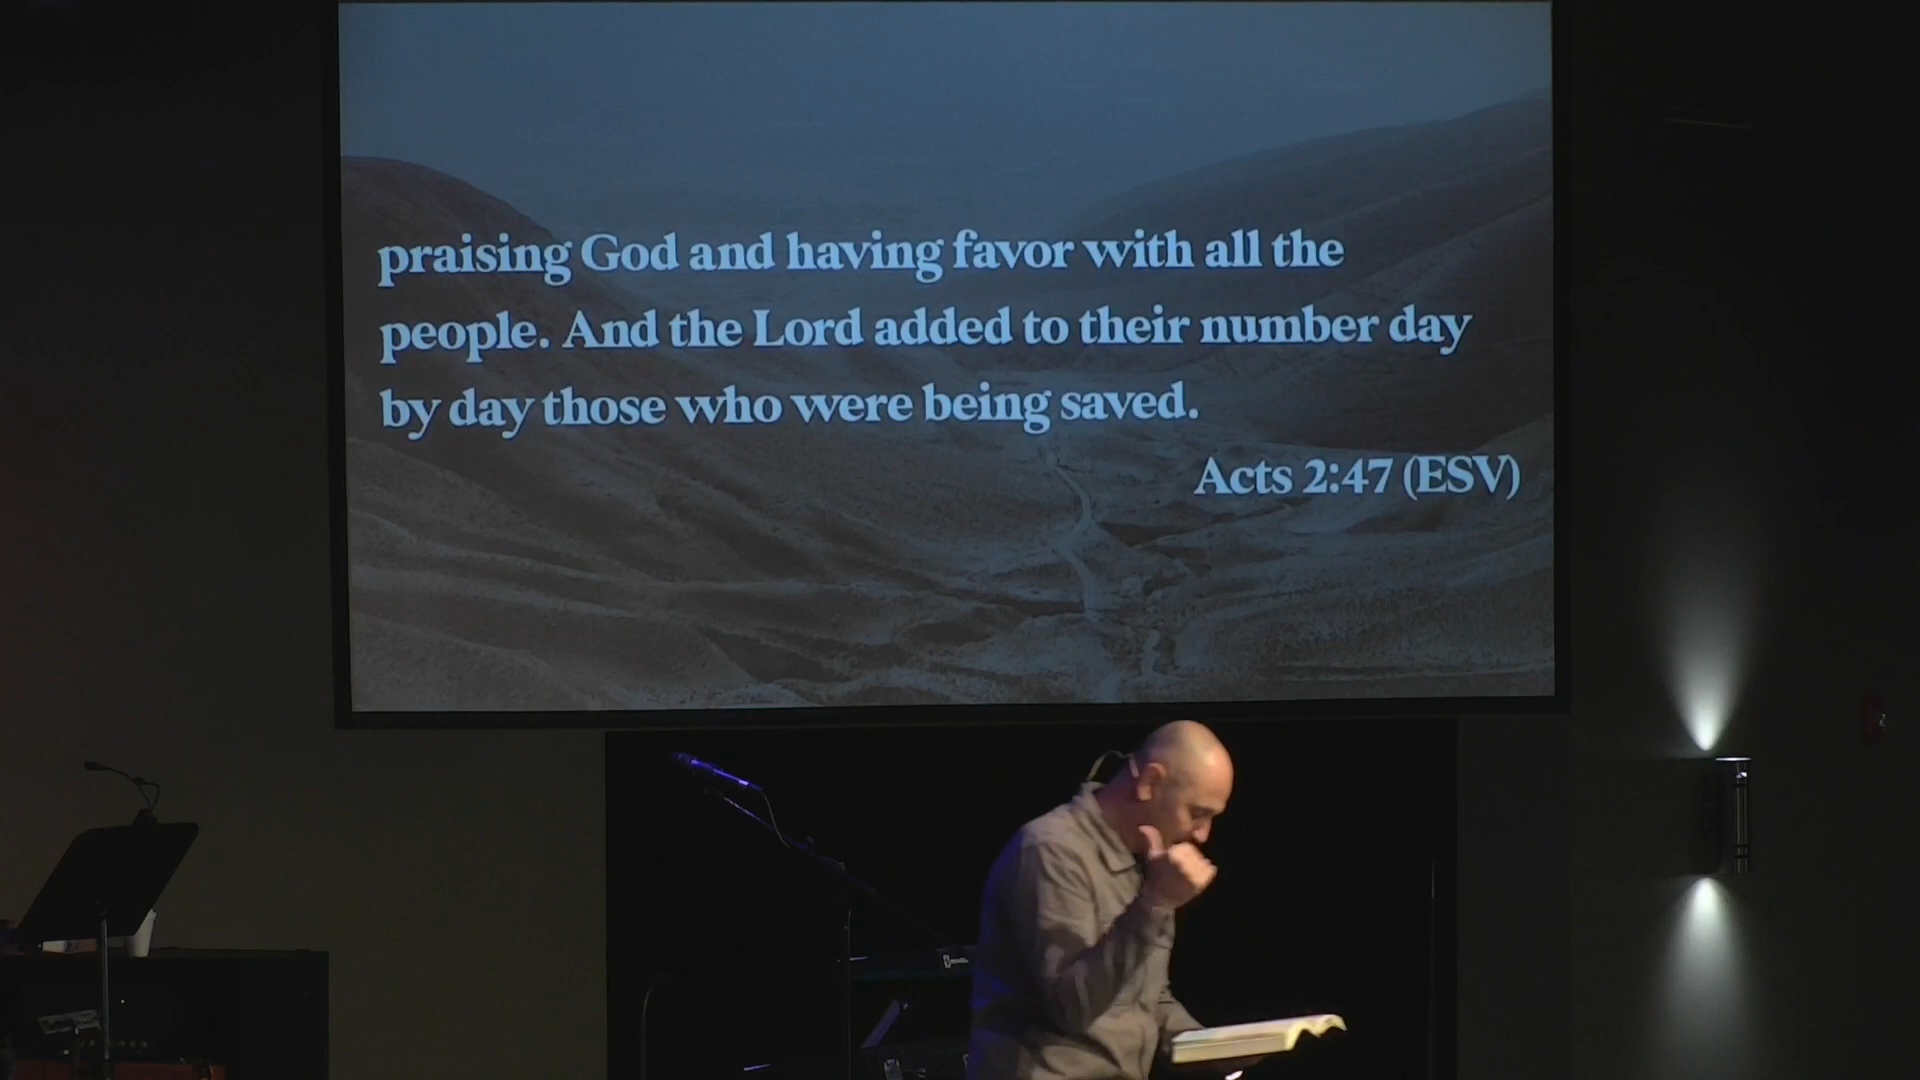 praising God and having favor with all the
people. And the Lord added to their number day
by day those who were being saved.
Acts 2:47 (ESV)